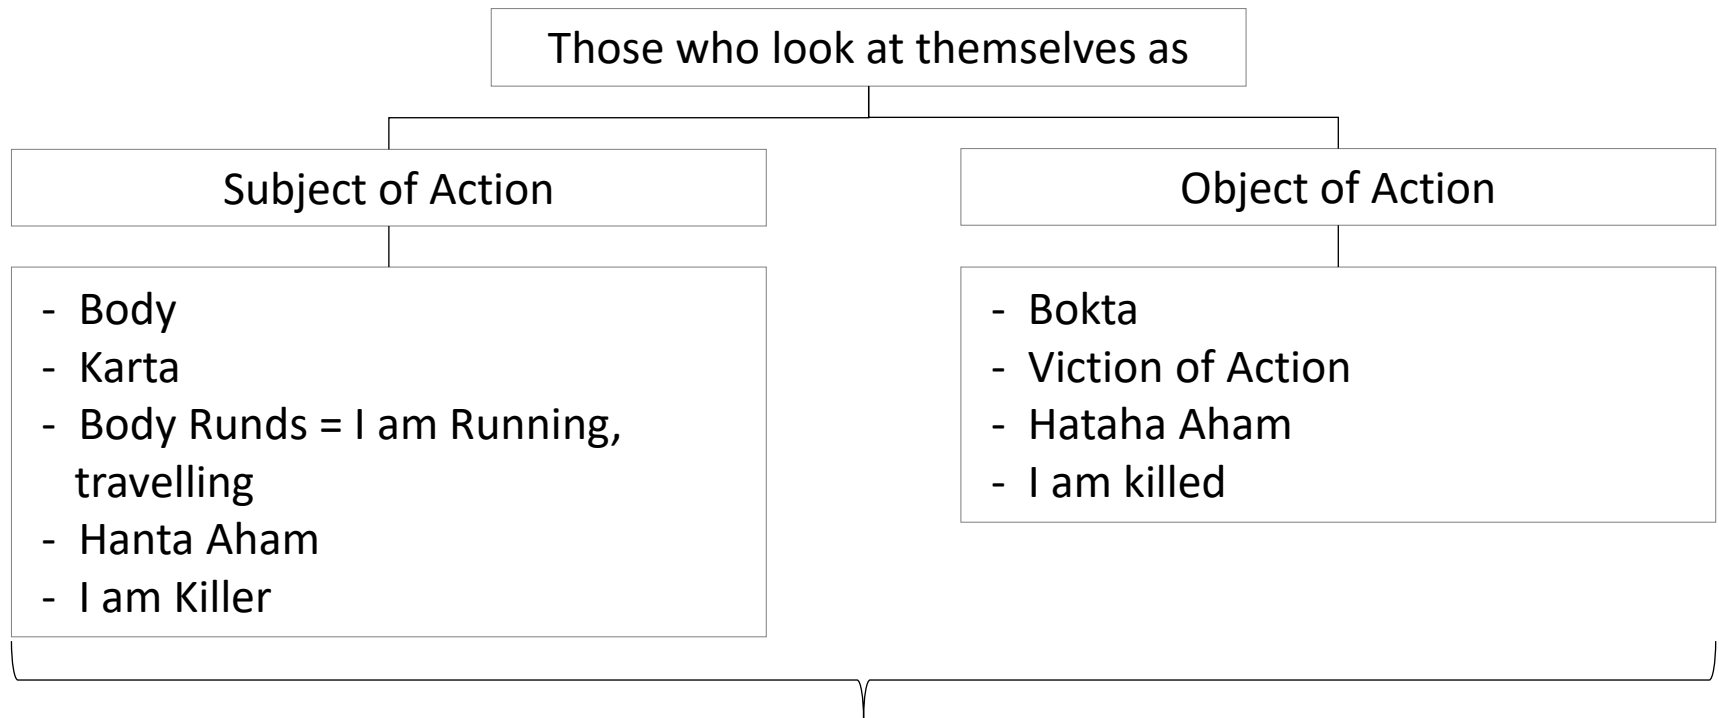 Those who look at themselves as
Subject of Action
Object of Action
- Body
- Karta
- Body Runds = I am Running,
travelling
- Hanta Aham
- I am Killer
- Bokta
- Viction of Action
- Hataha Aham
- I am killed